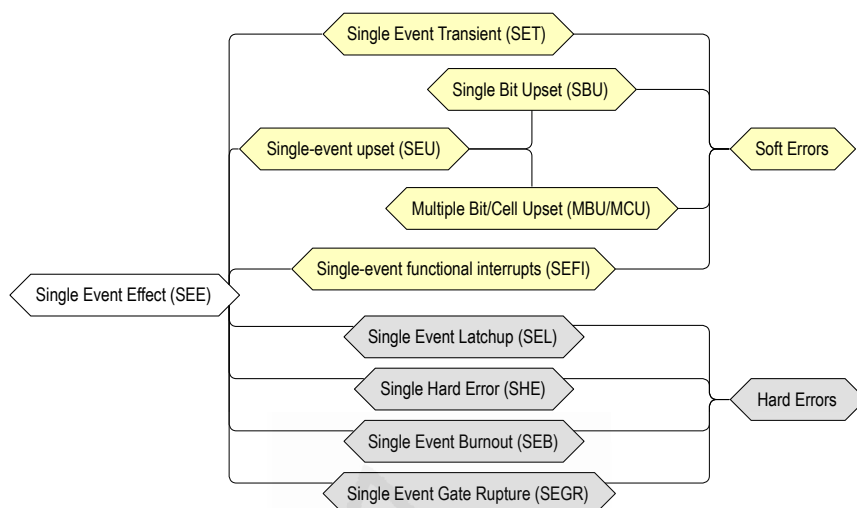 Single Event Transient (SET)
Single Bit Upset (SBU)
Single-event upset (SEU)
Soft Errors
Multiple Bit/Cell Upset (MBU/MCU)
Single-event functional interrupts (SEFI)
Single Event Effect (SEE)
Single Event Latchup (SEL)
Single Hard Error (SHE)
Hard Errors
Single Event Burnout (SEB)
Single Event Gate Rupture (SEGR)